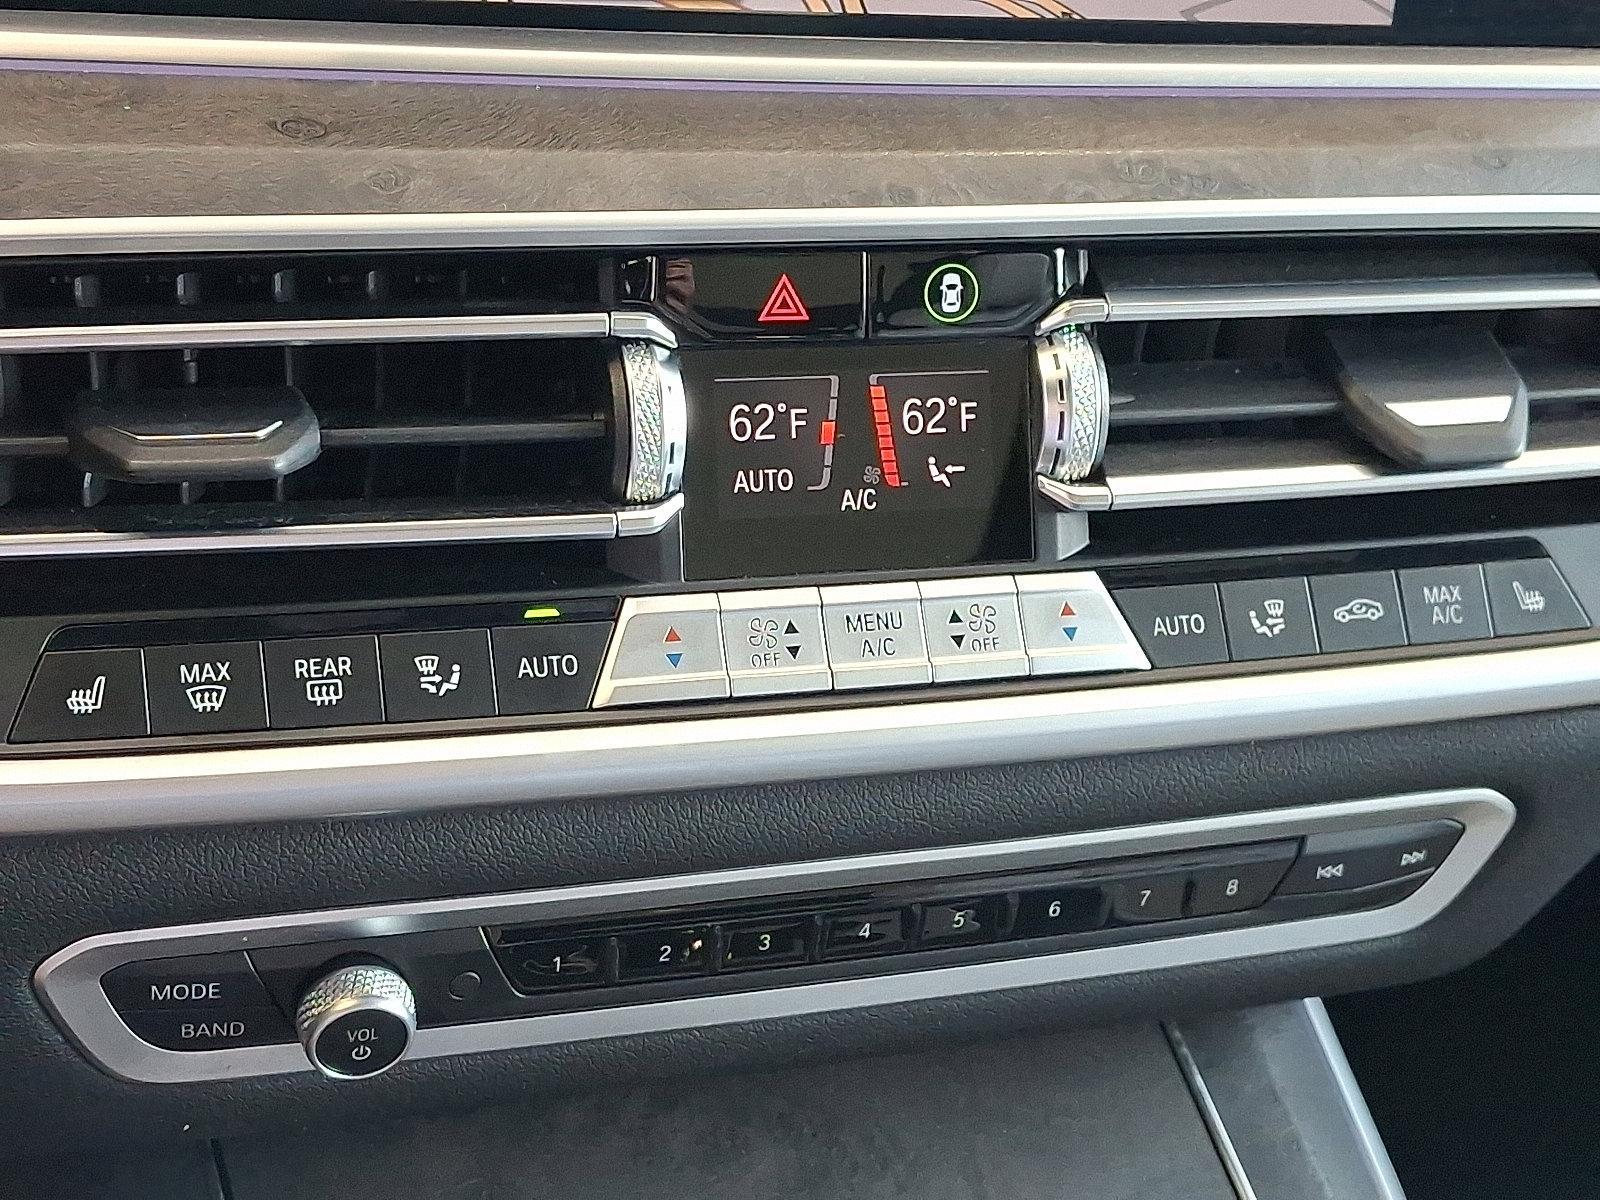 62°F
62°F
AUTO
A/C
MAX
REAR
AUTO
OFF
MENU
A/C
OFF
AUTO
MAX
A/C
MODE
BAND
VOL
1 2 3 4 5 6 7 8